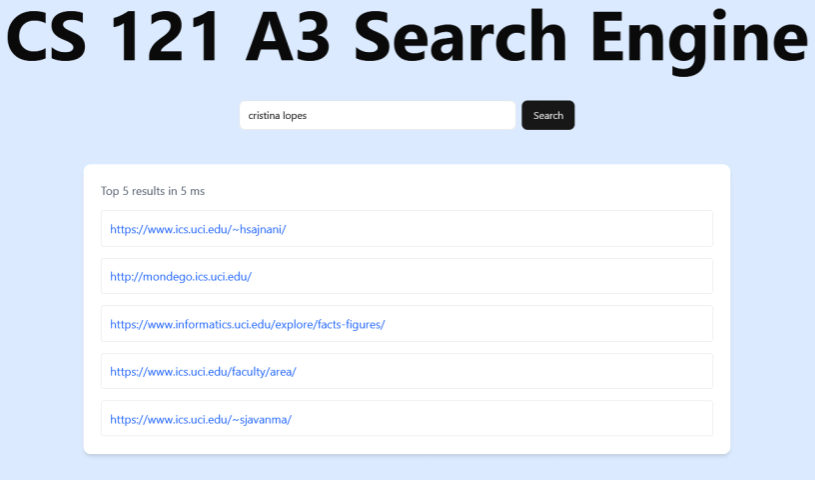 CS 121 A3 Search Engine
cristina lopes
Search
Top 5 results in 5 ms
https://www.ics.uci.edu/~hsajnani/
http://mondego.ics.uci.edu/
https://www.informatics.uci.edu/explore/facts-figures/
https://www.ics.uci.edu/faculty/area/
https://www.ics.uci.edu/~sjavanma/